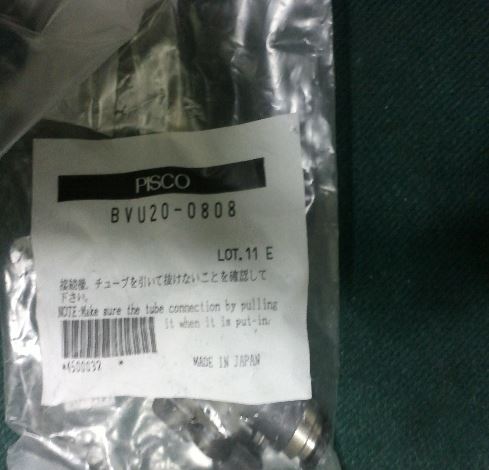 PISCO
BVU20-0808
LOT.11 E
接続後、チューブを引いて抜けないことを確認して
下さい。
NOTE:Make sure the tube connection by pulling
it when it is put-in.
*4500032 *
MADE IN JAPAN